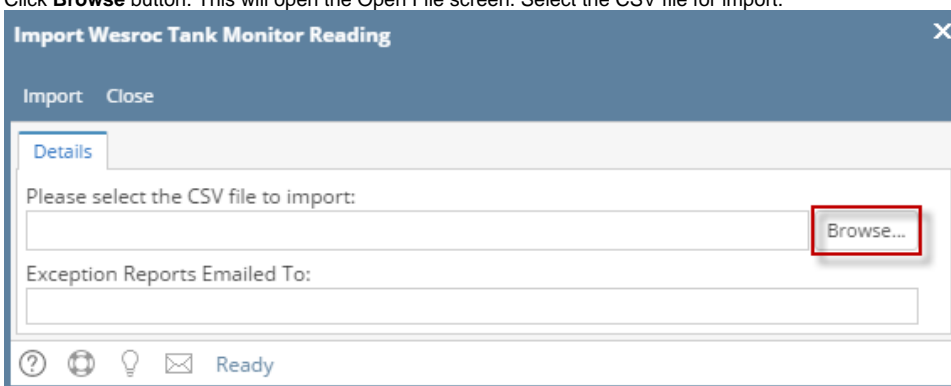 Click Browse button. This will open the Open File screen. Select the CSV file for import.
Import Wesroc Tank Monitor Reading
Import Close
Details
Please select the CSV file to import:
Browse...
Exception Reports Emailed To:
Ready